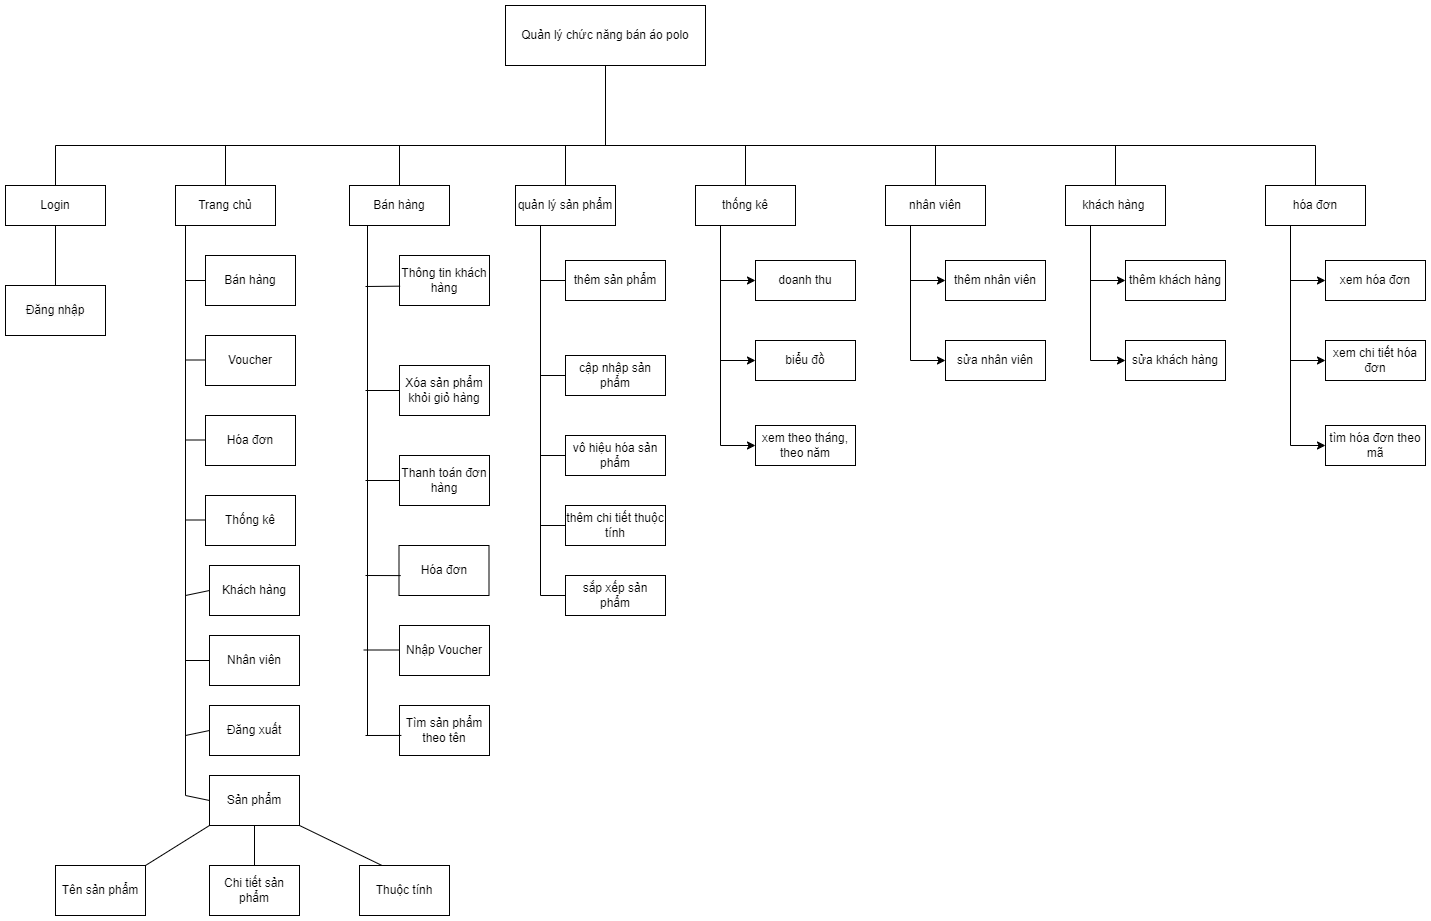 Quản lý chức năng bán áo polo
Login
Trang chủ
Bán hàng
quản lý sản phẩm
thống kê
nhân viên
khách hàng
hóa đơn
Đăng nhập
Bán hàng
Voucher
Hóa đơn
Thống kê
Khách hàng
Nhân viên
Đăng xuất
Sản phẩm
Tên sản phẩm
Chi tiết sản
phẩm
Thuộc tính
Thông tin khách
hàng
Xóa sản phẩm
khỏi giỏ hàng
Thanh toán đơn
hàng
Hóa đơn
Nhập Voucher
Tìm sản phẩm
theo tên
thêm sản phẩm
cập nhập sản
phẩm
vô hiệu hóa sản
phẩm
thêm chi tiết thuộc
tính
sắp xếp sản
phẩm
doanh thu
biểu đồ
xem theo tháng,
theo năm
thêm nhân viên
sửa nhân viên
thêm khách hàng
sửa khách hàng
xem hóa đơn
xem chi tiết hóa
đơn
tìm hóa đơn theo
mã